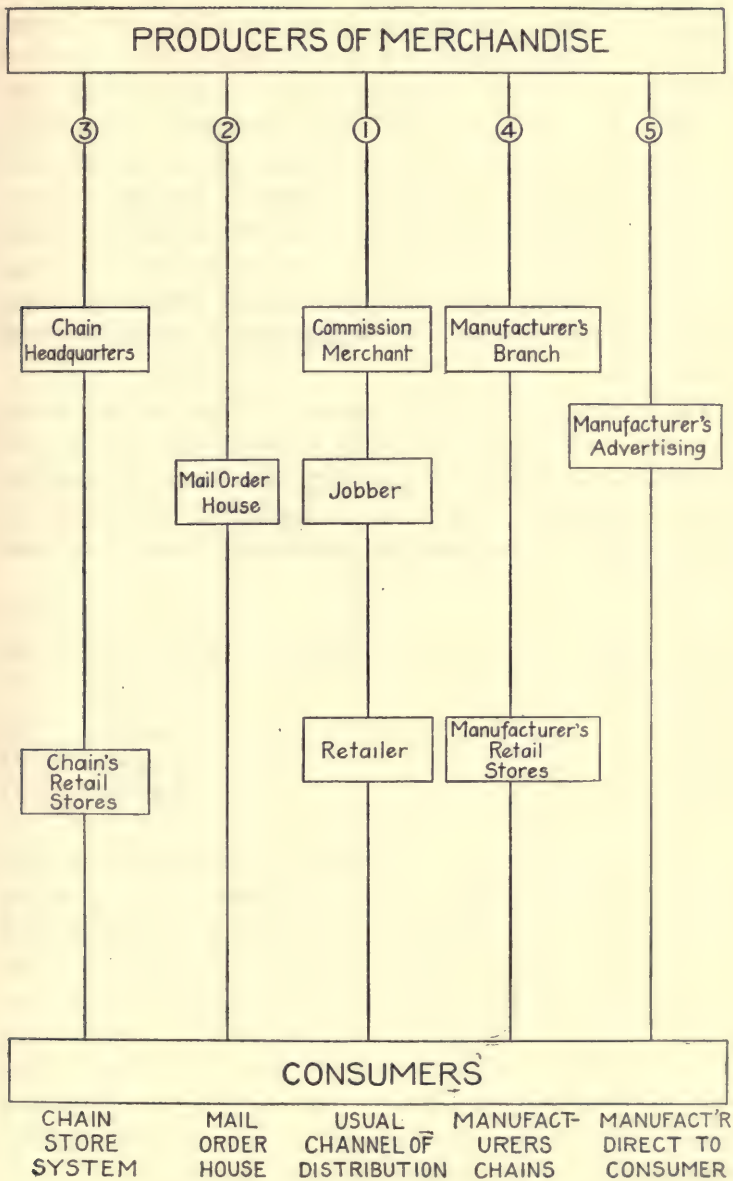 PRODUCERS OF MERCHANDISE
③ ② ① ④ ⑤
Chain
Headquarters
Commission
Merchant
Manufacturer's
Branch
Manufacturer's
Advertising
Mail Order
House
Jobber
Chain's
Retail
Stores
Retailer
Manufacturer's
Retail
Stores
CONSUMERS
CHAIN
STORE
SYSTEM
MAIL
ORDER
HOUSE
USUAL
CHANNEL OF
DISTRIBUTION
MANUFACT-
URERS
CHAINS
MANUFACT'R
DIRECT TO
CONSUMER